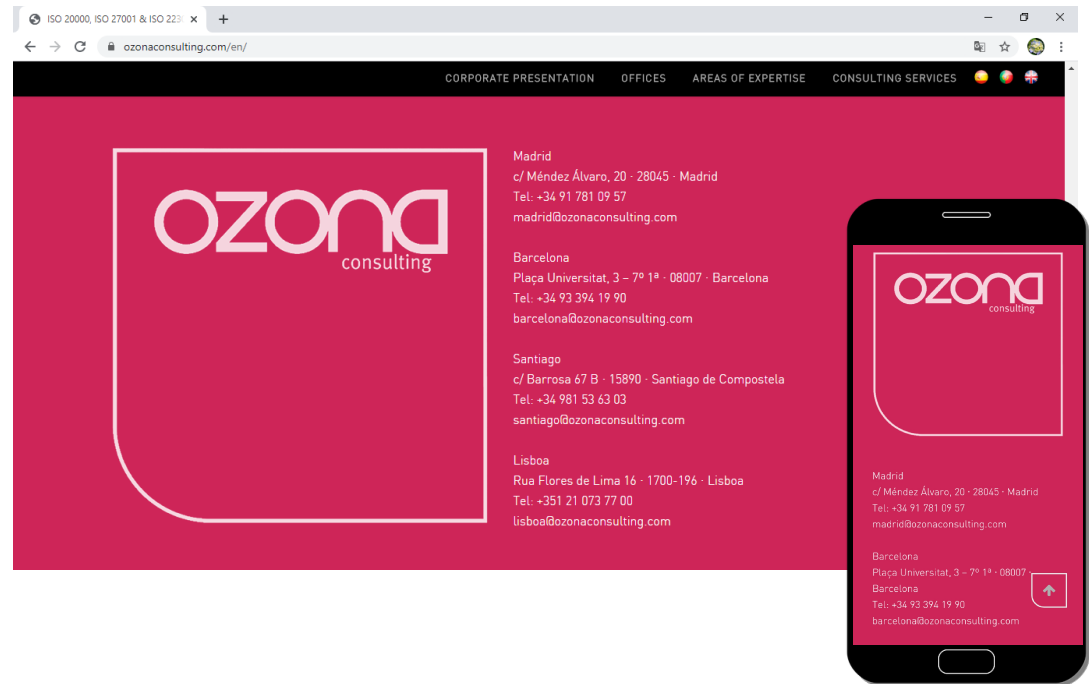 ISO 20000, ISO 27001 & ISO 223
ozonaconsulting.com/en/
CORPORATE PRESENTATION OFFICES AREAS OF EXPERTISE CONSULTING SERVICES
ozona
consulting
Madrid
c/ Méndez Álvaro, 20 · 28045 · Madrid
Tel: +34 91 781 09 57
madrid@ozonaconsulting.com
Barcelona
Plaça Universitat, 3 – 7º 1ª · 08007 · Barcelona
Tel: +34 93 394 19 90
barcelona@ozonaconsulting.com
Santiago
c/ Barrosa 67 B · 15890 · Santiago de Compostela
Tel: +34 981 53 63 03
santiago@ozonaconsulting.com
Lisboa
Rua Flores de Lima 16 · 1700-196 · Lisboa
Tel: +351 21 073 77 00
lisboa@ozonaconsulting.com
ozona
consulting
Madrid
c/ Méndez Álvaro, 20 · 28045 · Madrid
Tel: +34 91 781 09 57
madrid@ozonaconsulting.com
Barcelona
Plaça Universitat, 3 – 7º 1ª · 08007 ·
Barcelona
Tel: +34 93 394 19 90
barcelona@ozonaconsulting.com